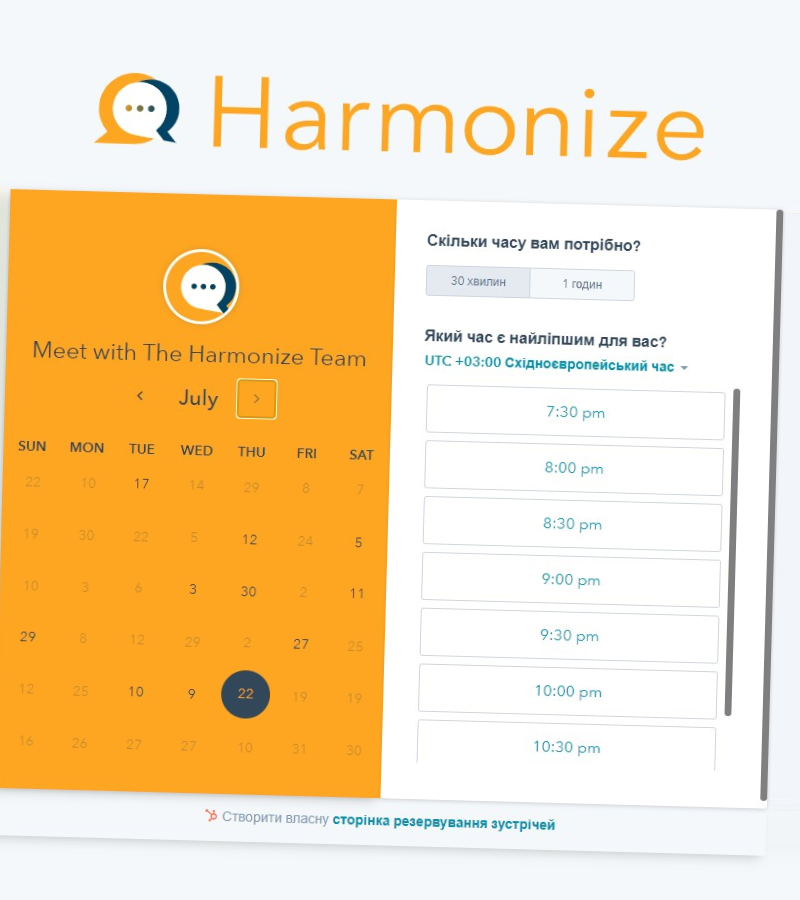 Harmonize
Meet with The Harmonize Team
July
SUN MON TUE WED THU FRI SAT
22 10 17 14 29 8 7
19 30 22 5 12 24 5
10 3 6 3 30 2 11
29 8 12 29 2 27 25
12 25 10 9 22 19 19
16 26 27 27 10 31 30
Скільки часу вам потрібно?
30 хвилин 1 годин
Який час є найліпшим для вас?
UTC +03:00 Східноєвропейський час
7:30 pm
8:00 pm
8:30 pm
9:00 pm
9:30 pm
10:00 pm
10:30 pm
Створити власну сторінка резервування зустрічей